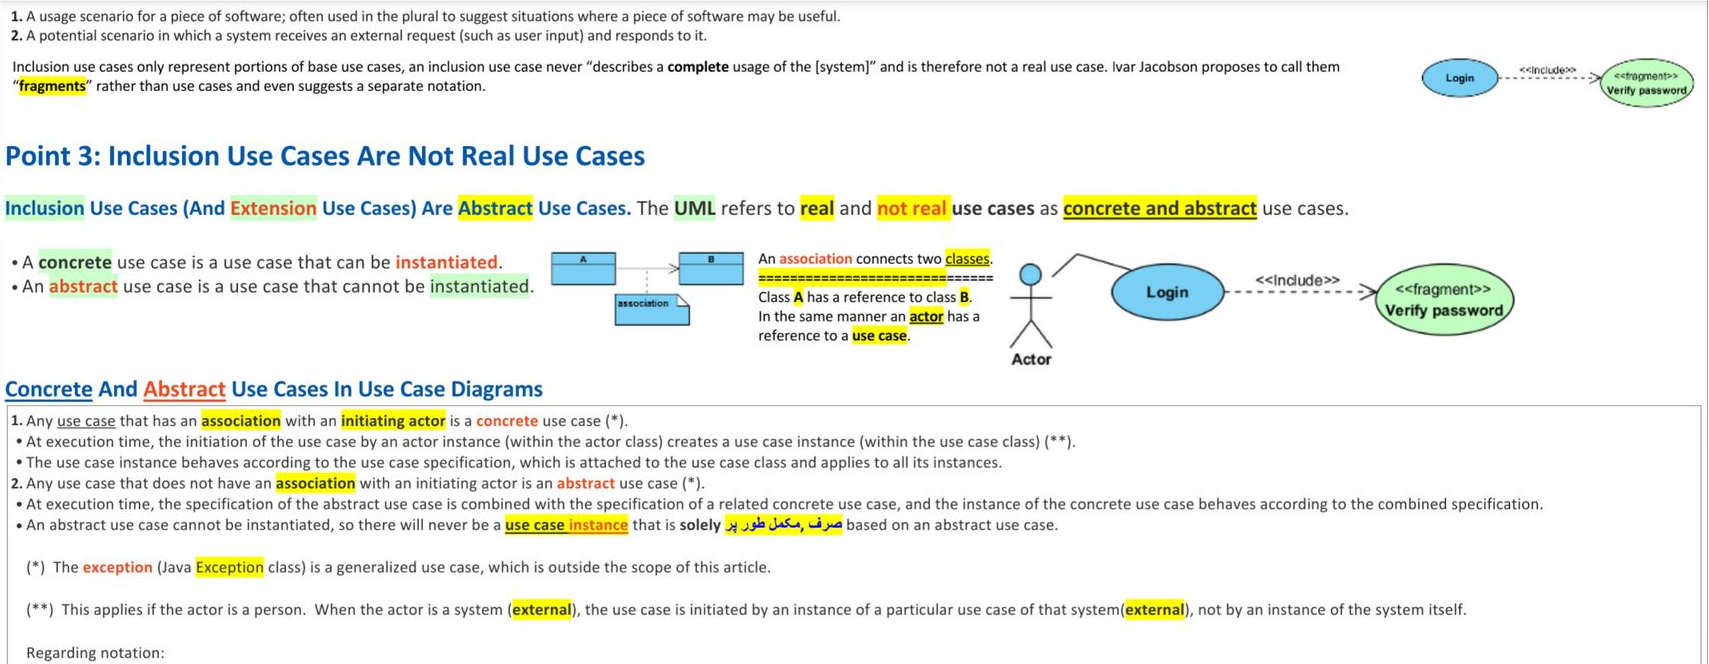 1. A usage scenario for a piece of software; often used in the plural to suggest situations where a piece of software may be useful.
2. A potential scenario in which a system receives an external request (such as user input) and responds to it.
Inclusion use cases only represent portions of base use cases, an inclusion use case never “describes a complete usage of the [system]” and is therefore not a real use case. Ivar Jacobson proposes to call them
“fragments” rather than use cases and even suggests a separate notation.
Login
<<Include>>
<<fragment>>
Verify password
Point 3: Inclusion Use Cases Are Not Real Use Cases
Inclusion Use Cases (And Extension Use Cases) Are Abstract Use Cases. The UML refers to real and not real use cases as concrete and abstract use cases.
• A concrete use case is a use case that can be instantiated.
• An abstract use case is a use case that cannot be instantiated.
A
B
association
An association connects two classes.
==============================
Class A has a reference to class B.
In the same manner an actor has a
reference to a use case.
Actor
Login
<<Include>>
<<fragment>>
Verify password
Concrete And Abstract Use Cases In Use Case Diagrams
1. Any use case that has an association with an initiating actor is a concrete use case (*).
• At execution time, the initiation of the use case by an actor instance (within the actor class) creates a use case instance (within the use case class) (**).
• The use case instance behaves according to the use case specification, which is attached to the use case class and applies to all its instances.
2. Any use case that does not have an association with an initiating actor is an abstract use case (*).
• At execution time, the specification of the abstract use case is combined with the specification of a related concrete use case, and the instance of the concrete use case behaves according to the combined specification.
• An abstract use case cannot be instantiated, so there will never be a use case instance that is solely صرف ,مکمل طور پر based on an abstract use case.
(*) The exception (Java Exception class) is a generalized use case, which is outside the scope of this article.
(**) This applies if the actor is a person. When the actor is a system (external), the use case is initiated by an instance of a particular use case of that system(external), not by an instance of the system itself.
Regarding notation: